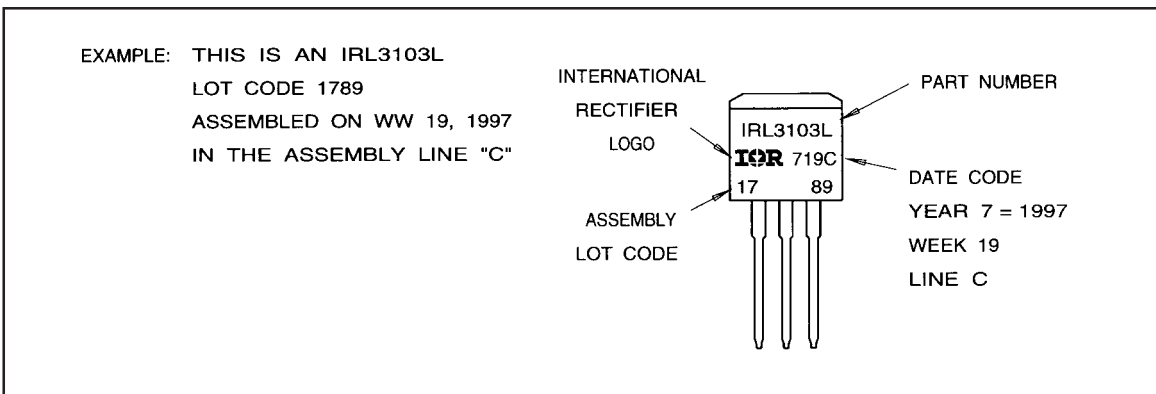 EXAMPLE: THIS IS AN IRL3103L
LOT CODE 1789
ASSEMBLED ON WW 19, 1997
IN THE ASSEMBLY LINE "C"
INTERNATIONAL
RECTIFIER
LOGO
ASSEMBLY
LOT CODE
IRL3103L
IOR 719C
17 89
PART NUMBER
DATE CODE
YEAR 7 = 1997
WEEK 19
LINE C